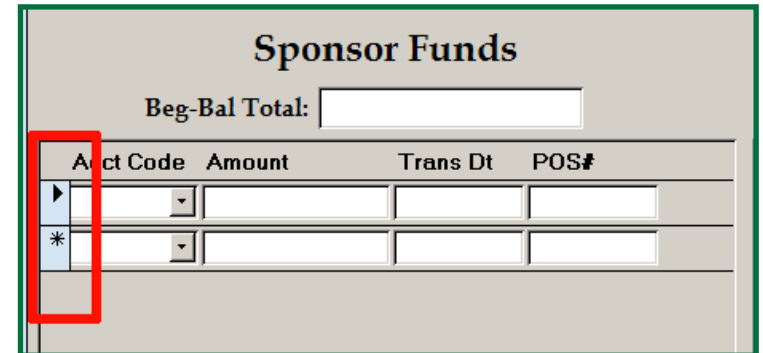 Sponsor Funds
Beg-Bal Total:
Acct Code Amount Trans Dt POS#
*